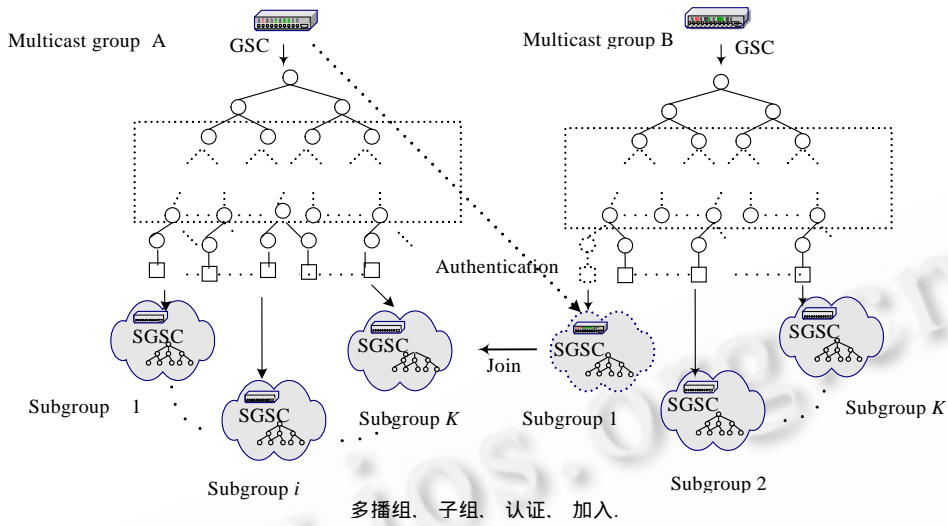 Multicast group A
GSC
Multicast group B
GSC
Authentication
SGSC
SGSC
SGSC
SGSC
SGSC
SGSC
Join
Subgroup 1
Subgroup i
Subgroup K
Subgroup 1
Subgroup 2
Subgroup K
多播组、 子组、 认证、 加入.